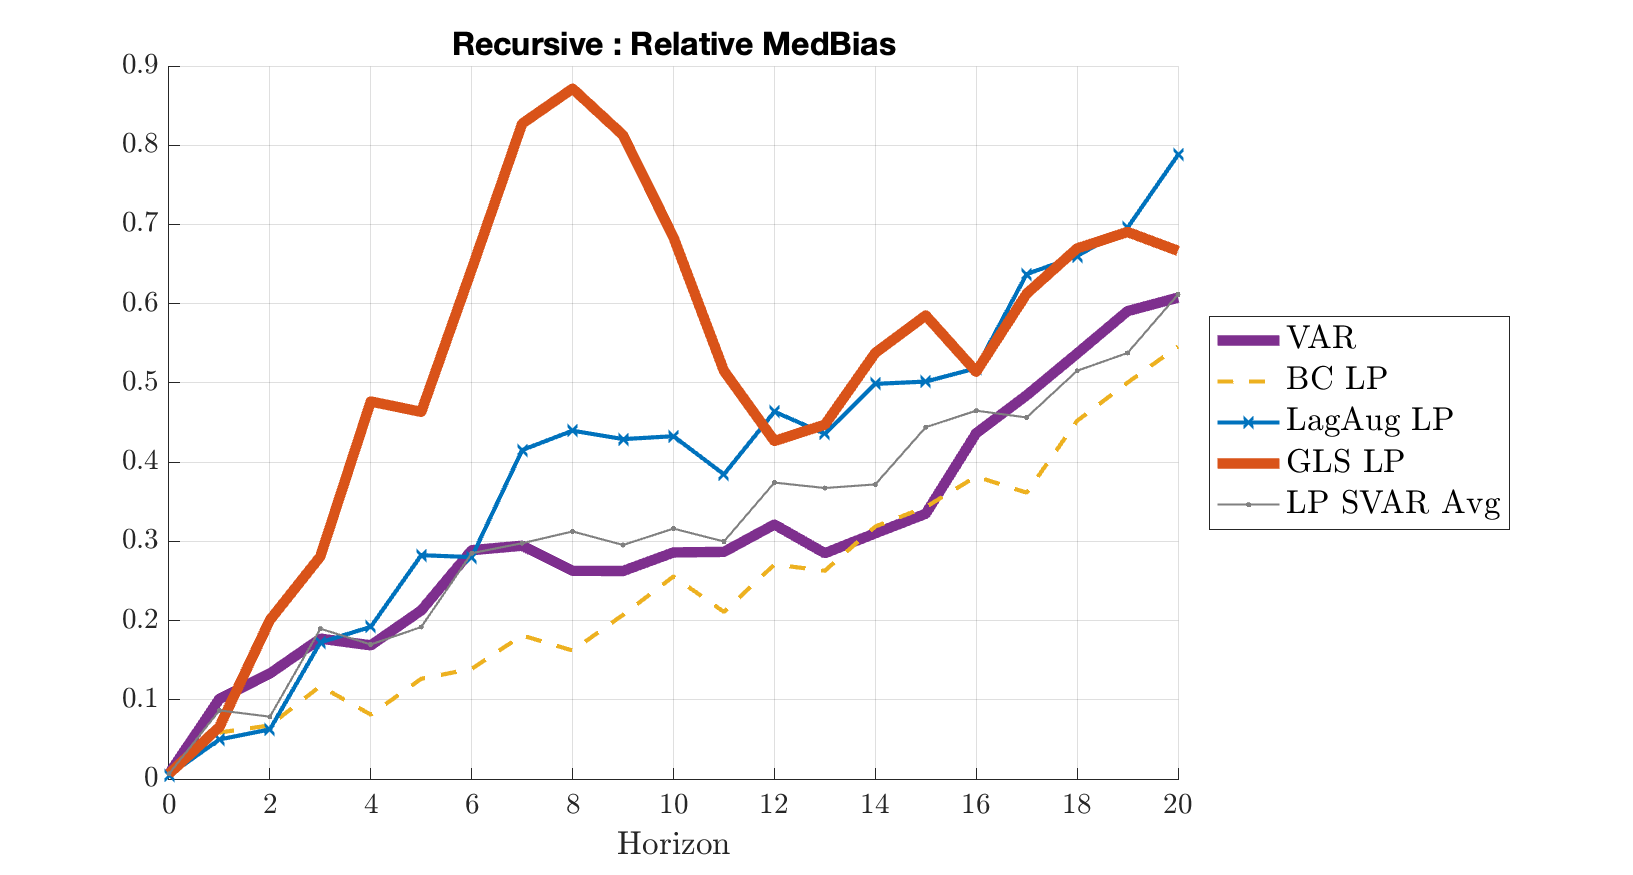 Recursive : Relative MedBias
0.9
0.8
0.7
0.6
0.5
0.4
0.3
0.2
0.1
0
0 2 4 6 8 10 12 14 16 18 20
Horizon
VAR
BC LP
LagAug LP
GLS LP
LP SVAR Avg